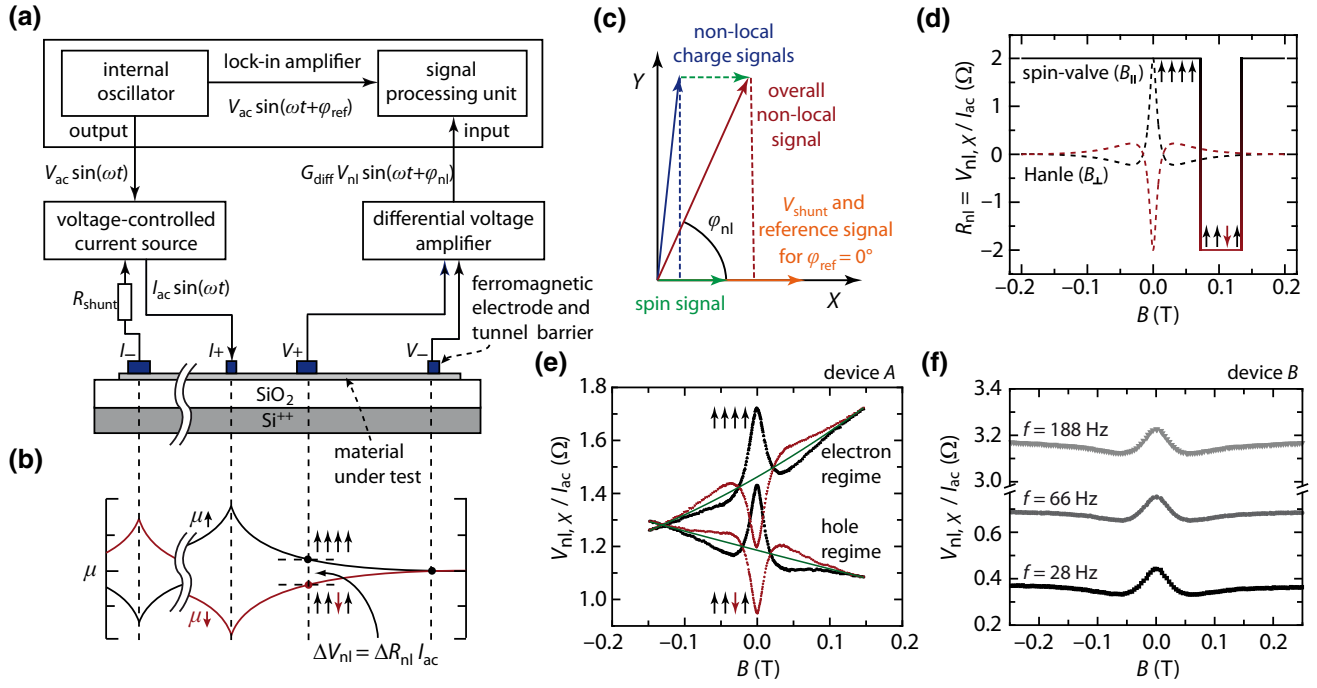 (a)
internal
oscillator
lock-in amplifier
V_ac sin(ωt+φ_ref)
signal
processing unit
output
input
V_ac sin(ωt)
G_diff V_nl sin(ωt+φ_nl)
voltage-controlled
current source
differential voltage
amplifier
R_shunt
I_ac sin(ωt)
ferromagnetic
electrode and
tunnel barrier
I−
I+
V+
V−
SiO₂
Si⁺⁺
material
under test
(b)
μ
μ↑
μ↓
↑↑↑↑
↑↑↓↑
ΔV_nl = ΔR_nl I_ac
(c)
Y
non-local
charge signals
overall
non-local
signal
φ_nl
V_shunt and
reference signal
for φ_ref = 0°
spin signal
X
(d)
R_nl = V_nl, X / I_ac (Ω)
2
1
0
−1
−2
spin-valve (B_∥)
↑↑↑↑
Hanle (B_⊥)
↑↑↓↑
−0.2
−0.1
0.0
0.1
0.2
B (T)
(e)
device A
V_nl, X / I_ac (Ω)
1.8
1.6
1.4
1.2
1.0
↑↑↑↑
electron
regime
hole
regime
↑↑↓↑
−0.2
−0.1
0.0
0.1
0.2
B (T)
(f)
device B
V_nl, X / I_ac (Ω)
3.4
3.2
3.0
0.8
0.6
0.4
0.2
f = 188 Hz
f = 66 Hz
f = 28 Hz
−0.2
−0.1
0.0
0.1
0.2
B (T)